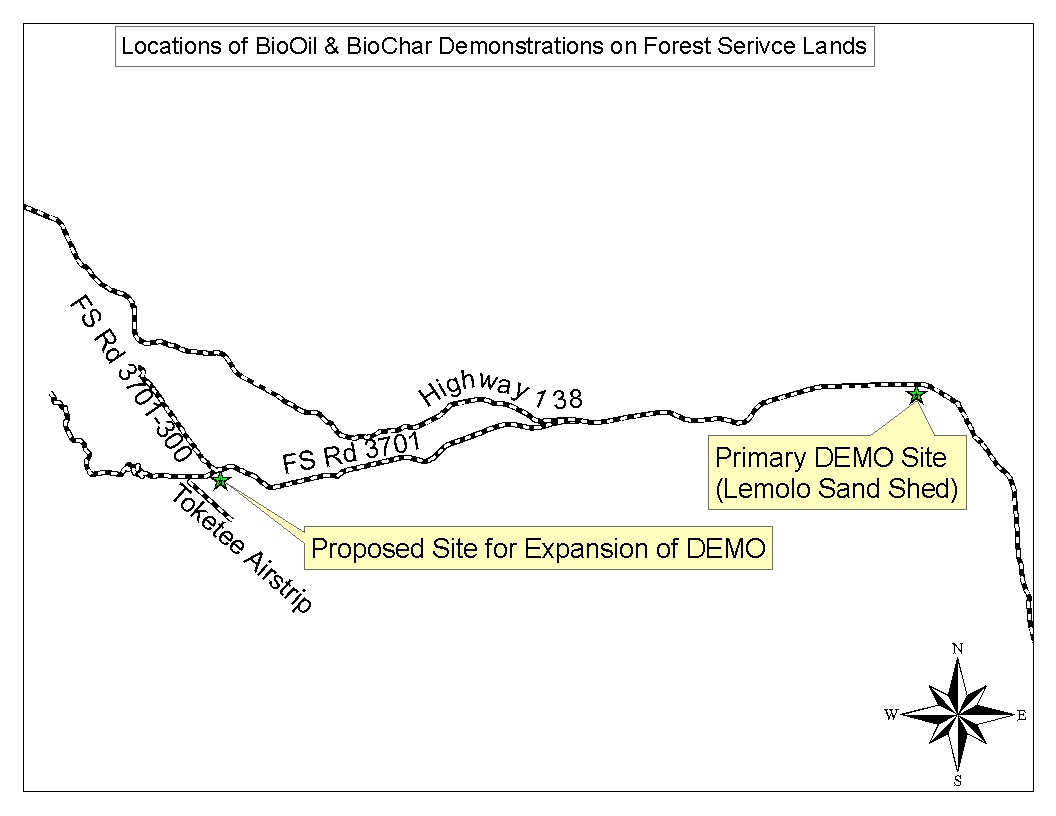 Locations of BioOil & BioChar Demonstrations on Forest Serivce Lands
FS Rd 3701-300
Highway 138
FS Rd 3701
Primary DEMO Site
(Lemolo Sand Shed)
Toketee Airstrip
Proposed Site for Expansion of DEMO
N
W
E
S